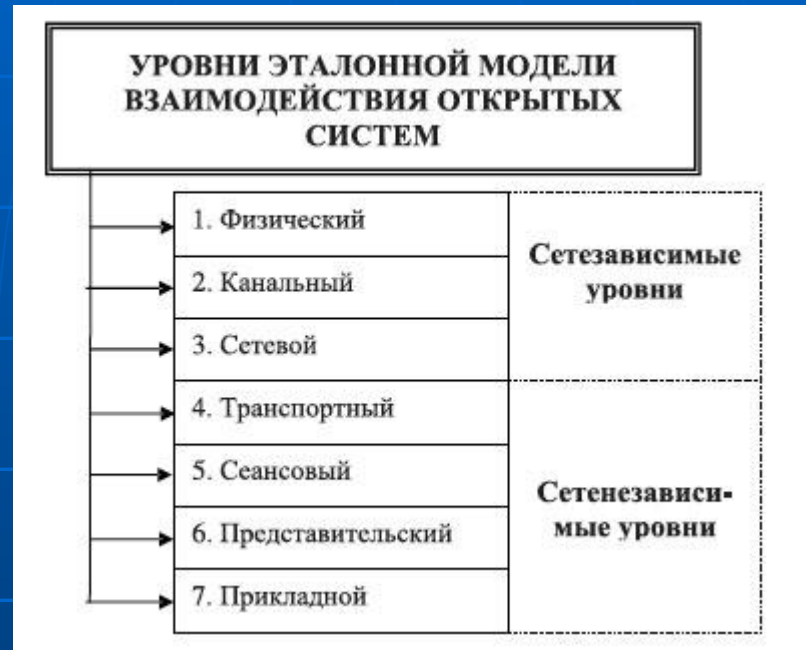 УРОВНИ ЭТАЛОННОЙ МОДЕЛИ
ВЗАИМОДЕЙСТВИЯ ОТКРЫТЫХ
СИСТЕМ
1. Физический
2. Канальный
3. Сетевой
Сетезависимые
уровни
4. Транспортный
5. Сеансовый
6. Представительский
7. Прикладной
Сетенезависи-
мые уровни